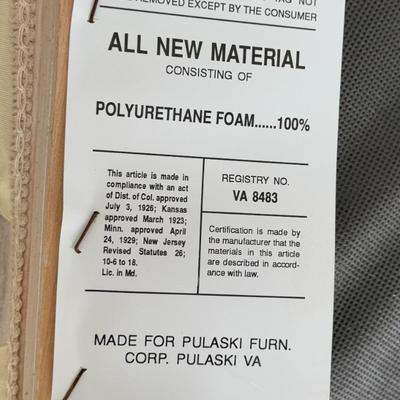 TAG NOT
REMOVED EXCEPT BY THE CONSUMER
ALL NEW MATERIAL
CONSISTING OF
POLYURETHANE FOAM......100%
This article is made in
compliance with an act
of Dist. of Col. approved
July 3, 1926; Kansas
approved March 1923;
Minn. approved April
24, 1929; New Jersey
Revised Statutes 26;
10-6 to 18.
Lic. in Md.
REGISTRY NO.
VA 8483
Certification is made by
the manufacturer that the
materials in this article
are described in accord-
ance with law.
MADE FOR PULASKI FURN.
CORP. PULASKI VA